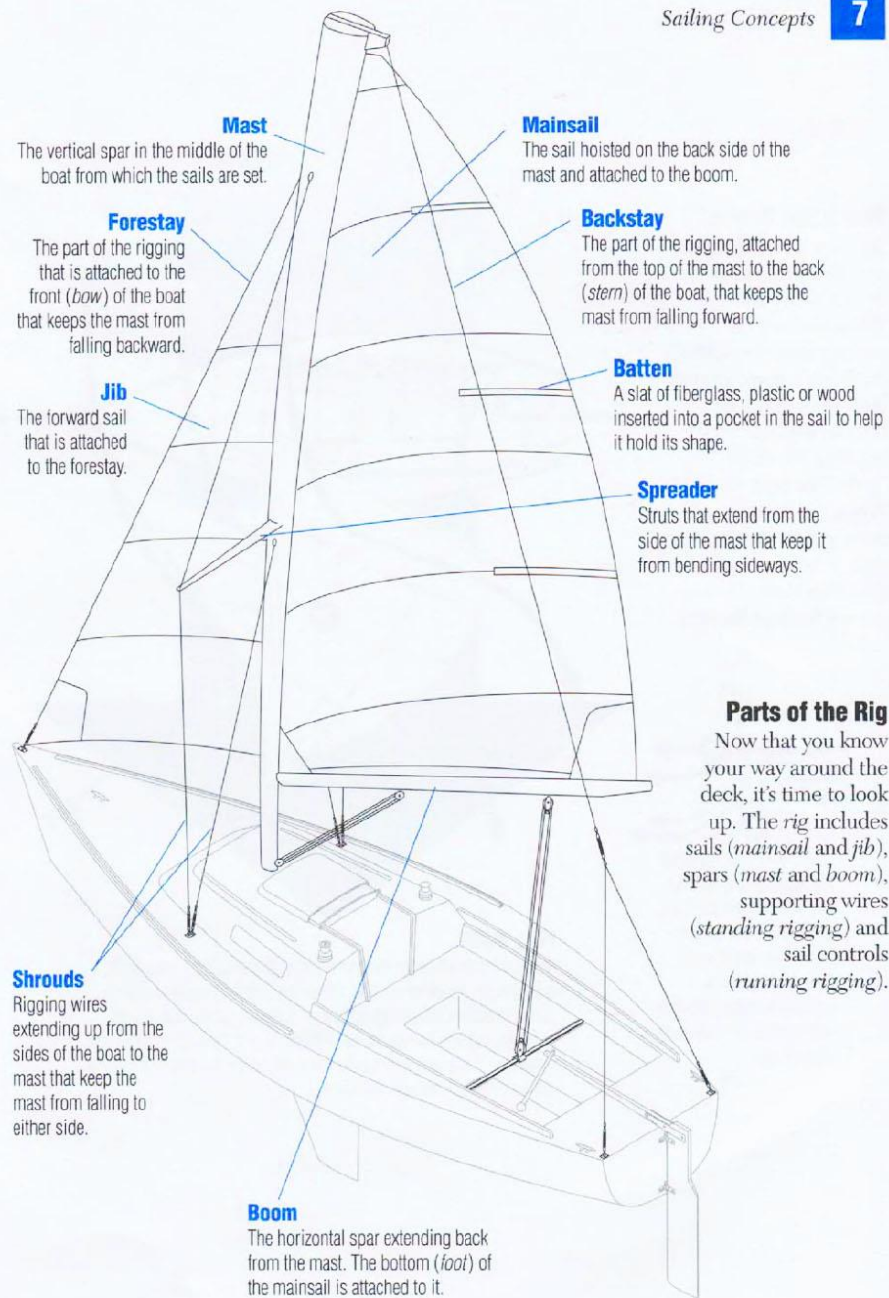 Sailing Concepts 7
Mast
The vertical spar in the middle of the
boat from which the sails are set.
Forestay
The part of the rigging
that is attached to the
front (bow) of the boat
that keeps the mast from
falling backward.
Jib
The forward sail
that is attached
to the forestay.
Mainsail
The sail hoisted on the back side of the
mast and attached to the boom.
Backstay
The part of the rigging, attached
from the top of the mast to the back
(stern) of the boat, that keeps the
mast from falling forward.
Batten
A slat of fiberglass, plastic or wood
inserted into a pocket in the sail to help
it hold its shape.
Spreader
Struts that extend from the
side of the mast that keep it
from bending sideways.
Parts of the Rig
Now that you know
your way around the
deck, it's time to look
up. The rig includes
sails (mainsail and jib),
spars (mast and boom),
supporting wires
(standing rigging) and
sail controls
(running rigging).
Shrouds
Rigging wires
extending up from the
sides of the boat to the
mast that keep the
mast from falling to
either side.
Boom
The horizontal spar extending back
from the mast. The bottom (foot) of
the mainsail is attached to it.